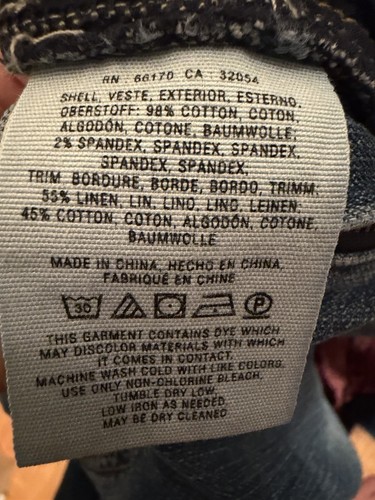 RN 66170 CA 32054
SHELL, VESTE, EXTERIOR, ESTERNO,
OBERSTOFF: 98% COTTON, COTON,
ALGODÓN, COTONE, BAUMWOLLE;
2% SPANDEX, SPANDEX, SPANDEX,
SPANDEX, SPANDEX.
TRIM, BORDURE, BORDE, BORDO, TRIMM:
55% LINEN, LIN, LINO, LINO, LEINEN;
45% COTTON, COTON, ALGODÓN, COTONE,
BAUMWOLLE
MADE IN CHINA, HECHO EN CHINA,
FABRIQUÉ EN CHINE
30 P
THIS GARMENT CONTAINS DYE WHICH
MAY DISCOLOR MATERIALS WITH WHICH
IT COMES IN CONTACT.
MACHINE WASH COLD WITH LIKE COLORS.
USE ONLY NON-CHLORINE BLEACH.
TUMBLE DRY LOW.
LOW IRON AS NEEDED.
MAY BE DRY CLEANED